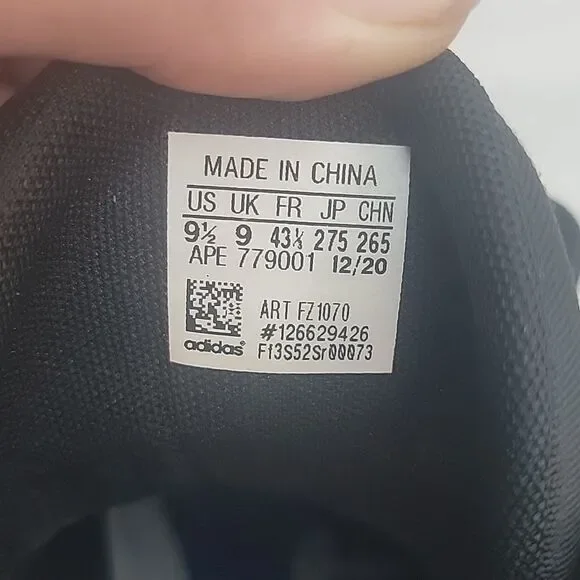 MADE IN CHINA
US UK FR JP CHN
9½ 9 43⅓ 275 265
APE 779001 12/20
ART FZ1070
#126629426
adidas® F13S52Sr00073